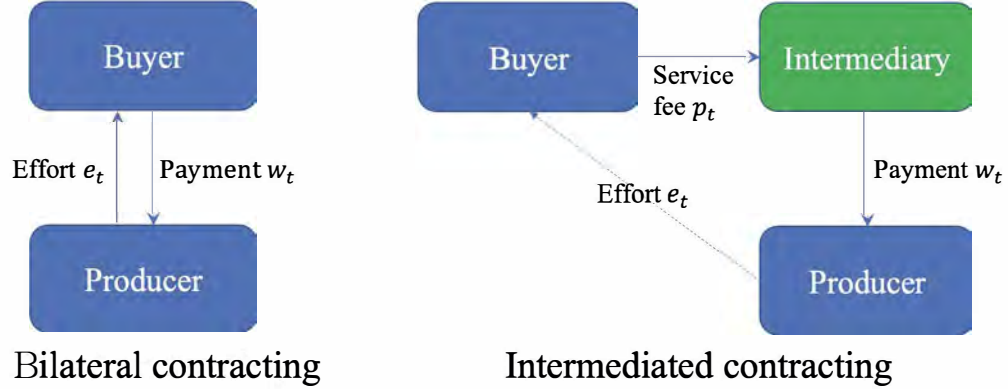 Buyer
Effort e_t
Payment w_t
Producer
Bilateral contracting
Buyer
Service
fee p_t
Intermediary
Effort e_t
Payment w_t
Producer
Intermediated contracting